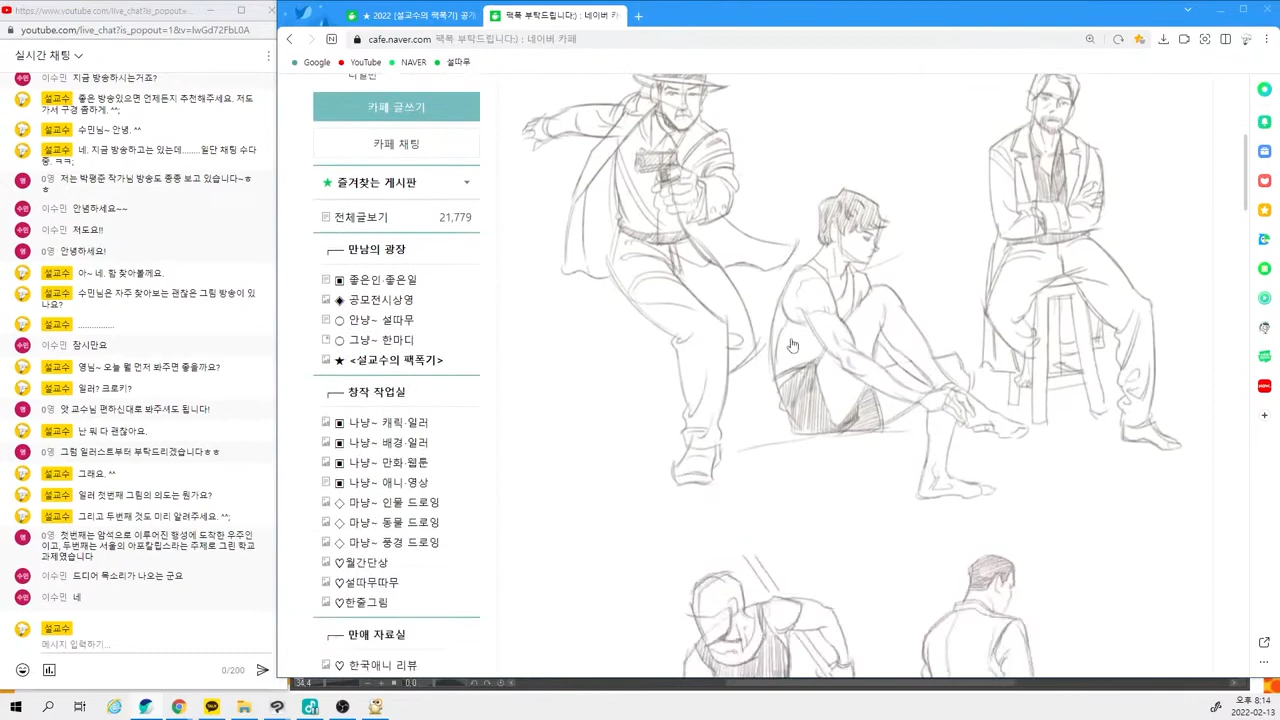 https://www.youtube.com/live_chat?is_popout=1&
youtube.com/live_chat?is_popout=1&v=IwGd72FbL0A
실시간 채팅
이수민 지금 방송하시는거죠?
설교수 좋은 방송있으면 언제든지 추천해주세요. 저도
가서 구경 좀하게. ^^;
설교수 수민님~ 안녕. ^^
설교수 네. 지금 방송하고는 있는데........일단 채팅 수다
중. ㅋㅋ;
0영 저는 박평준 작가님 방송도 종종 보고 있습니다~ㅎ
ㅎ
이수민 안녕하세요~~
이수민 저도요!!
0영 안녕하세요!
설교수 아~ 네. 함 찾아볼께요.
설교수 수민님은 자주 찾아보는 괜찮은 그림 방송이 있
나요?
설교수 ................
이수민 잠시만요
설교수 영님~ 오늘 뭘 먼저 봐주면 좋을까요?
설교수 일러? 크로키?
0영 앗 교수님 편하신대로 봐주셔도 됩니다!
설교수 난 뭐 다 괜찮아요.
0영 그럼 일러스트부터 부탁드리겠습니다ㅎㅎ
설교수 그래요. ^^
설교수 일러 첫번째 그림의 의도는 뭔가요?
설교수 그리고 두번째 것도 미리 알려주세요. ^^;
0영 첫번째는 암석으로 이루어진 행성에 도착한 우주인
이고, 두번째는 서울의 아포칼립스라는 주제로 그린 학교
과제였습니다
이수민 드디어 목소리가 나오는 군요
이수민 네
설교수
메시지 입력하기...
0/200
★ 2022 [설교수의 팩폭기] 공기
팩폭 부탁드립니다:) : 네이버 카
cafe.naver.com 팩폭 부탁드립니다:) : 네이버 카페
Google YouTube NAVER 설따무
카페 글쓰기
카페 채팅
★ 즐겨찾는 게시판
전체글보기 21,779
┌── 만남의 광장
▣ 좋은인·좋은일
◈ 공모전시상영
○ 안냥~ 설따무
○ 그냥~ 한마디
★ <설교수의 팩폭기>
┌── 창작 작업실
▣ 나냥~ 캐릭·일러
▣ 나냥~ 배경·일러
▣ 나냥~ 만화·웹툰
▣ 나냥~ 애니·영상
◇ 마냥~ 인물 드로잉
◇ 마냥~ 동물 드로잉
◇ 마냥~ 풍경 드로잉
♡월간단상
♡설따무따무
♡한줄그림
┌── 만애 자료실
♡ 한국애니 리뷰
34.4
0.0
오후 8:14
2022-02-13